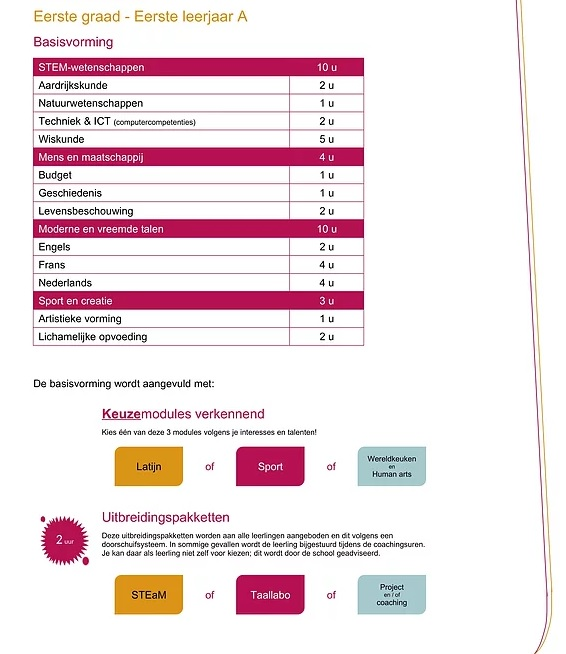 Eerste graad - Eerste leerjaar A
Basisvorming
STEM-wetenschappen 10 u
Aardrijkskunde 2 u
Natuurwetenschappen 1 u
Techniek & ICT (computercompetenties) 2 u
Wiskunde 5 u
Mens en maatschappij 4 u
Budget 1 u
Geschiedenis 1 u
Levensbeschouwing 2 u
Moderne en vreemde talen 10 u
Engels 2 u
Frans 4 u
Nederlands 4 u
Sport en creatie 3 u
Artistieke vorming 1 u
Lichamelijke opvoeding 2 u
De basisvorming wordt aangevuld met:
Keuzemodules verkennend
Kies één van deze 3 modules volgens je interesses en talenten!
Latijn of Sport of Wereldkeuken
en
Human arts
Uitbreidingspakketten
2 uur
Deze uitbreidingspakketten worden aan alle leerlingen aangeboden en dit volgens een
doorschuifsysteem. In sommige gevallen wordt de leerling bijgestuurd tijdens de coachingsuren.
Je kan daar als leerling niet zelf voor kiezen; dit wordt door de school geadviseerd.
STEaM of Taallabo of Project
en / of
coaching